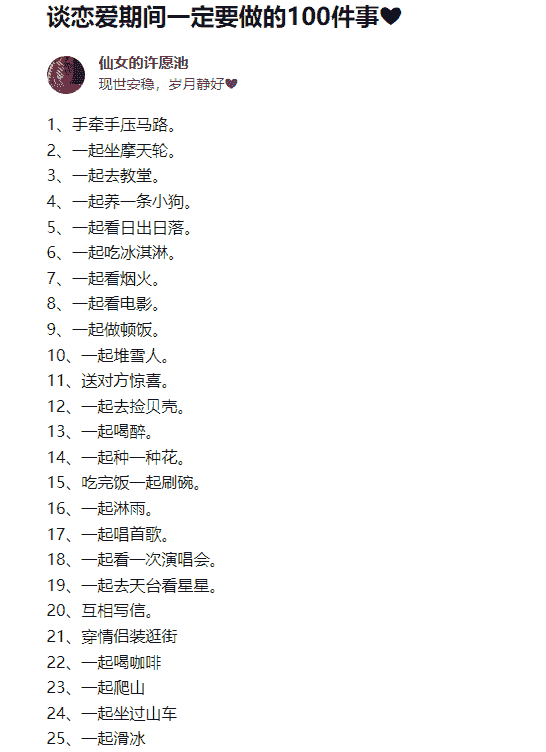 谈恋爱期间一定要做的100件事❤
仙女的许愿池
现世安稳，岁月静好❤
1、手牵手压马路。
2、一起坐摩天轮。
3、一起去教堂。
4、一起养一条小狗。
5、一起看日出日落。
6、一起吃冰淇淋。
7、一起看烟火。
8、一起看电影。
9、一起做顿饭。
10、一起堆雪人。
11、送对方惊喜。
12、一起去捡贝壳。
13、一起喝醉。
14、一起种一种花。
15、吃完饭一起刷碗。
16、一起淋雨。
17、一起唱首歌。
18、一起看一次演唱会。
19、一起去天台看星星。
20、互相写信。
21、穿情侣装逛街
22、一起喝咖啡
23、一起爬山
24、一起坐过山车
25、一起滑冰